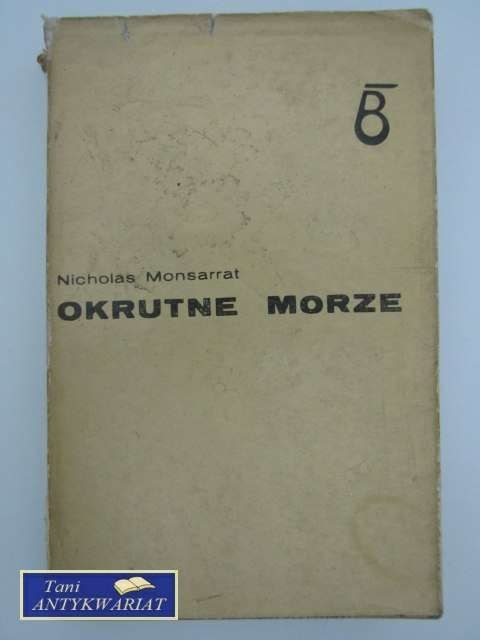 B
Nicholas Monsarrat
OKRUTNE MORZE
Tani
ANTYKWARIAT